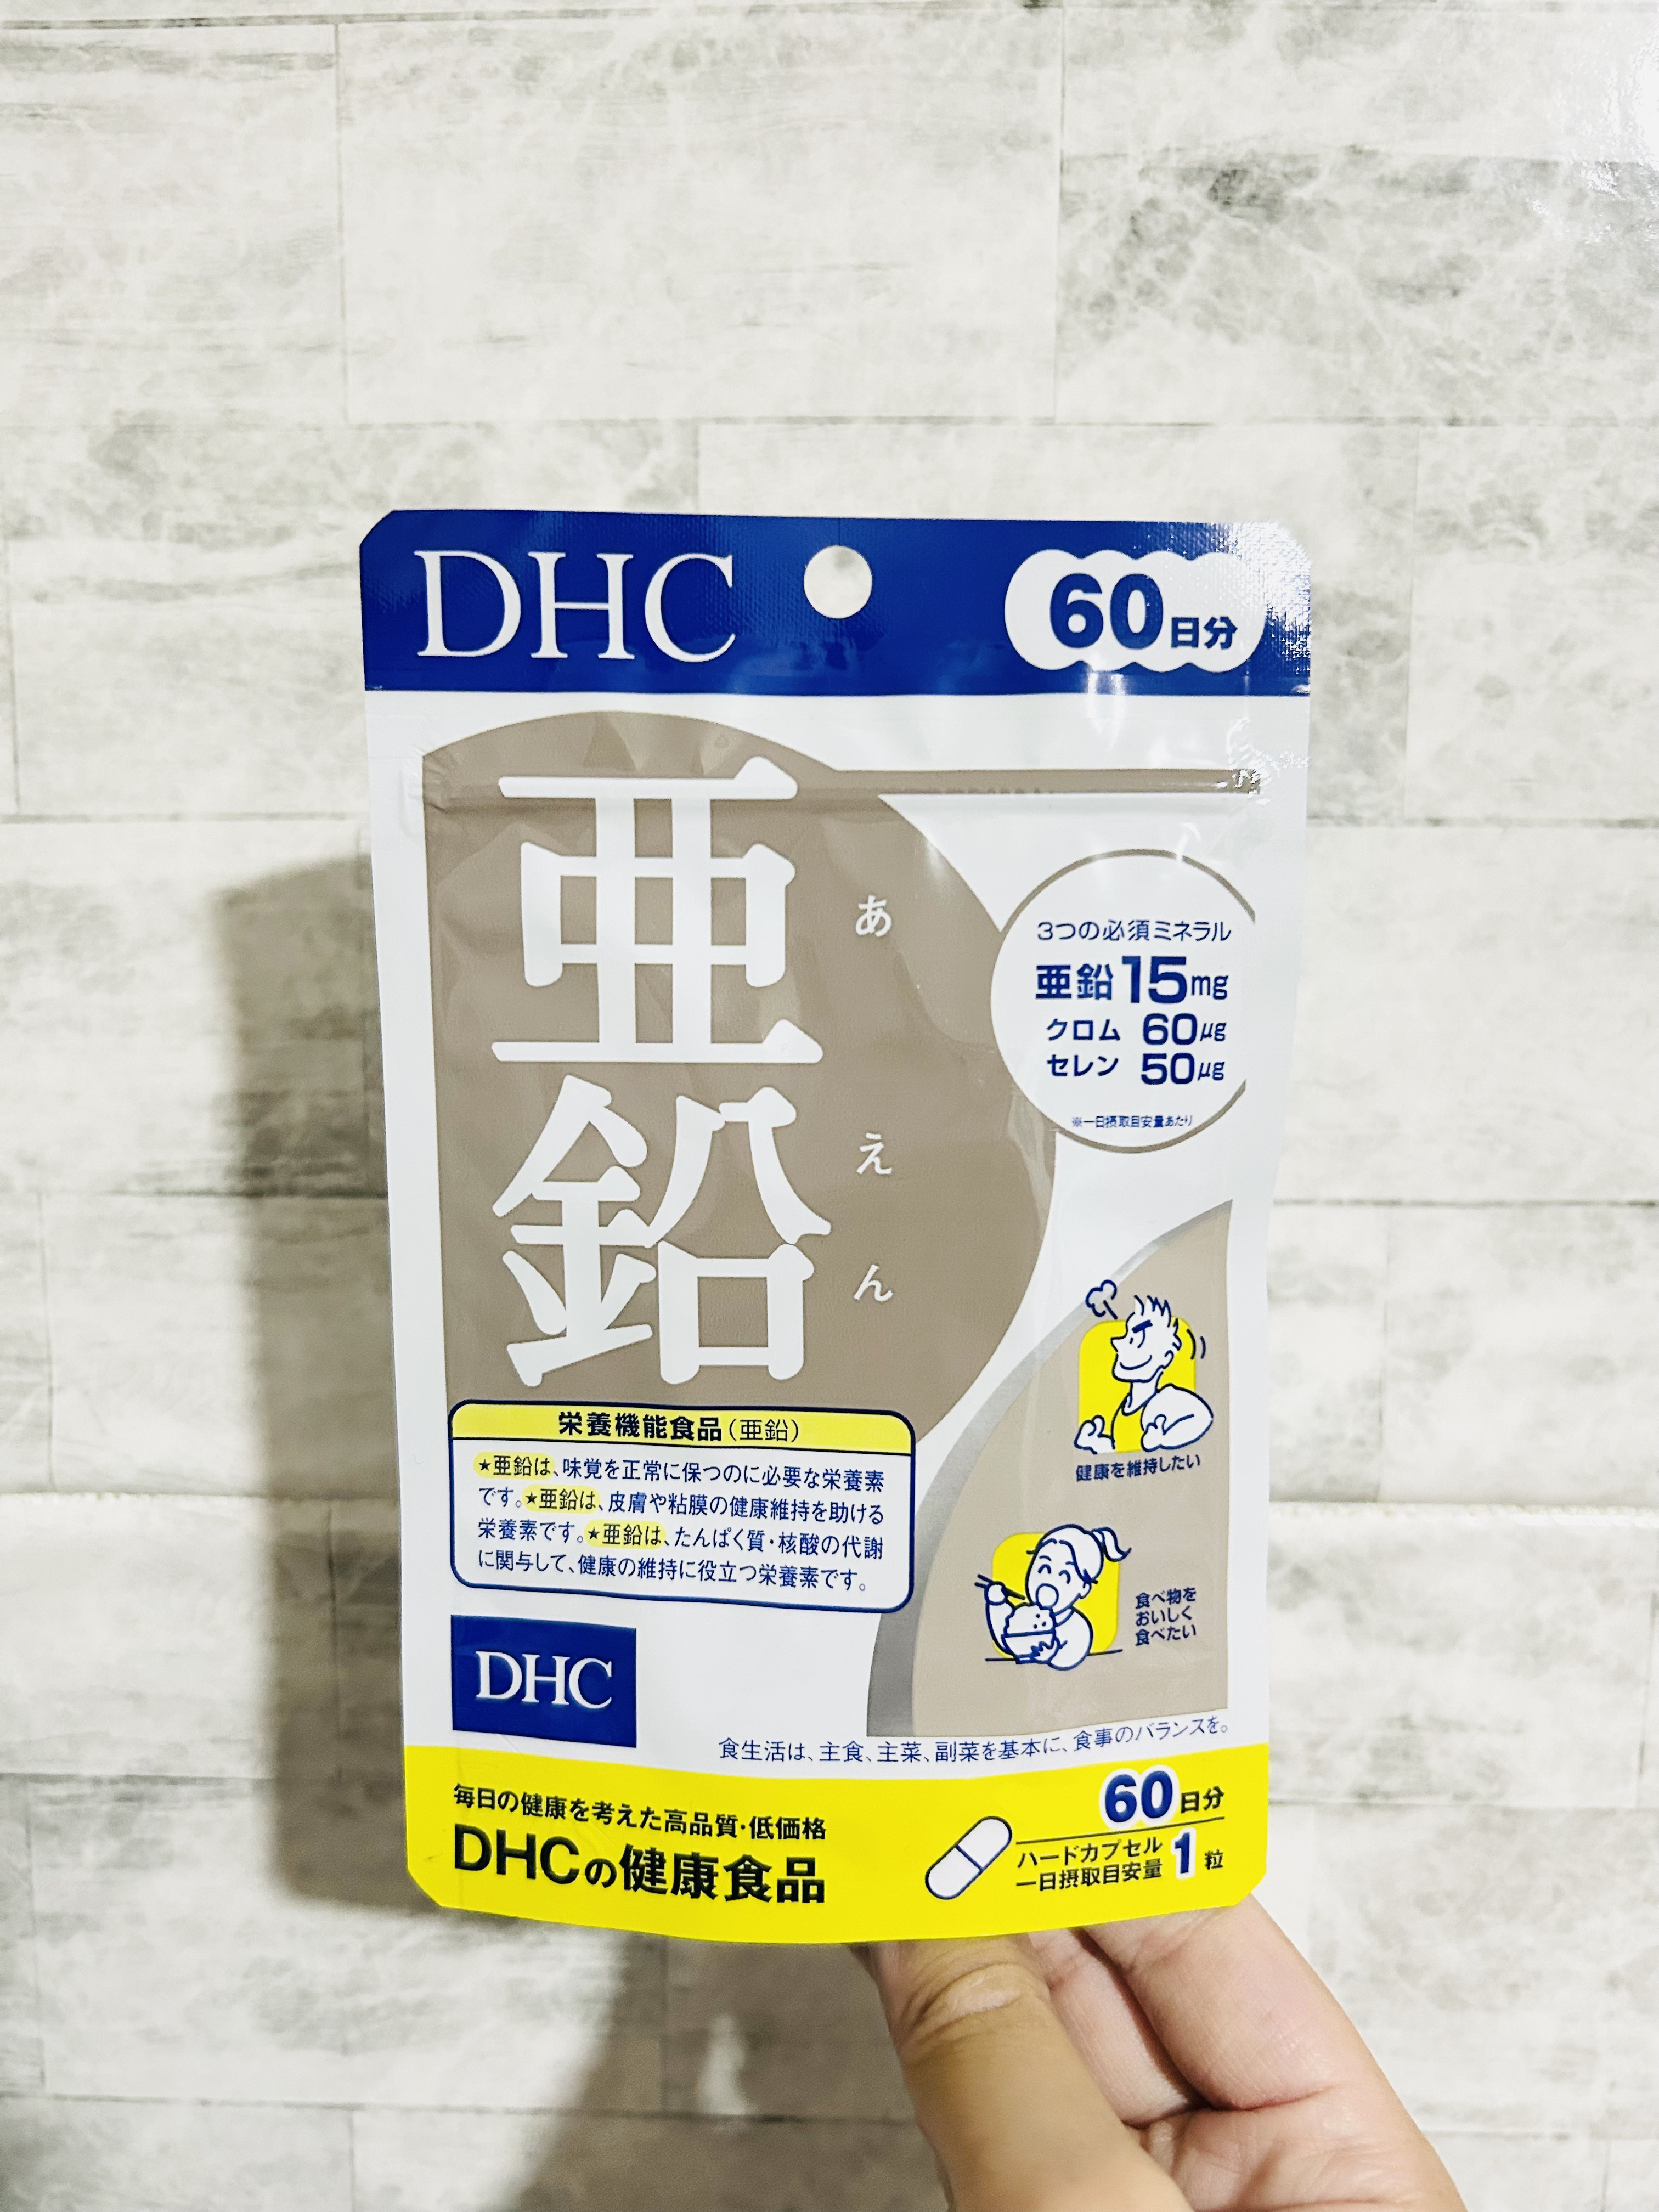 DHC
60日分
亜鉛
あえん
3つの必須ミネラル
亜鉛 15mg
クロム 60μg
セレン 50μg
※一日摂取目安量あたり
健康を維持したい
栄養機能食品(亜鉛)
★亜鉛は、味覚を正常に保つのに必要な栄養素
です。★亜鉛は、皮膚や粘膜の健康維持を助ける
栄養素です。★亜鉛は、たんぱく質・核酸の代謝
に関与して、健康の維持に役立つ栄養素です。
食べ物を
おいしく
食べたい
DHC
食生活は、主食、主菜、副菜を基本に、食事のバランスを。
毎日の健康を考えた高品質・低価格
DHCの健康食品
60日分
ハードカプセル
一日摂取目安量 1粒